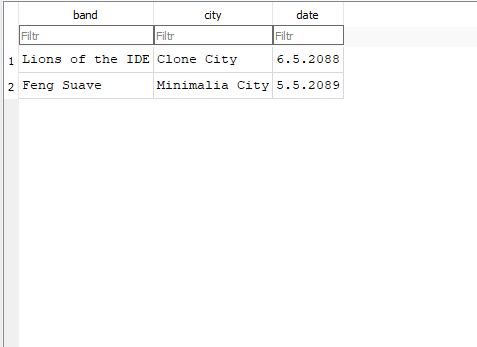 band city date
Filtr Filtr Filtr
1 Lions of the IDE Clone City 6.5.2088
2 Feng Suave Minimalia City 5.5.2089